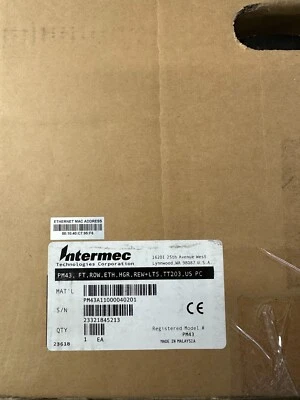 ETHERNET MAC ADDRESS
Intermec
Technologies Corporation
16201 25th Avenue West
Lynnwood,WA 98087 U.S.A
PM43, FT,ROW,ETH,HGR,REW+LTS,TT203,US PC
MAT'L
PM43A11000040201
S/N
23321845213
QTY
1 EA
Registered Model #
PM43
MADE IN MALAYSIA
23618